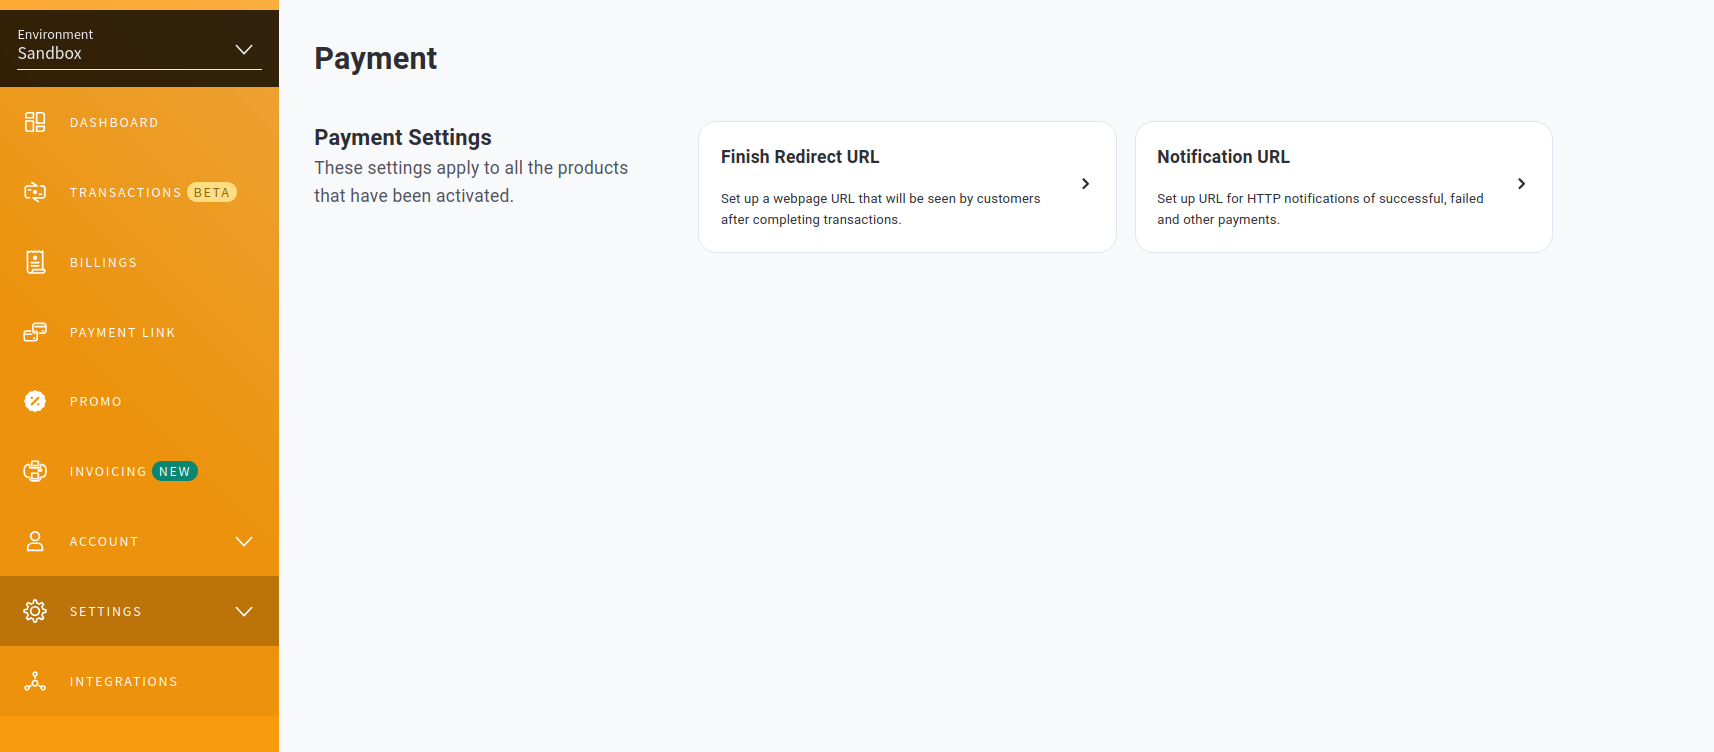 Environment
Sandbox
DASHBOARD
TRANSACTIONS BETA
BILLINGS
PAYMENT LINK
PROMO
INVOICING NEW
ACCOUNT
SETTINGS
INTEGRATIONS
Payment
Payment Settings
These settings apply to all the products
that have been activated.
Finish Redirect URL
Set up a webpage URL that will be seen by customers
after completing transactions.
Notification URL
Set up URL for HTTP notifications of successful, failed
and other payments.